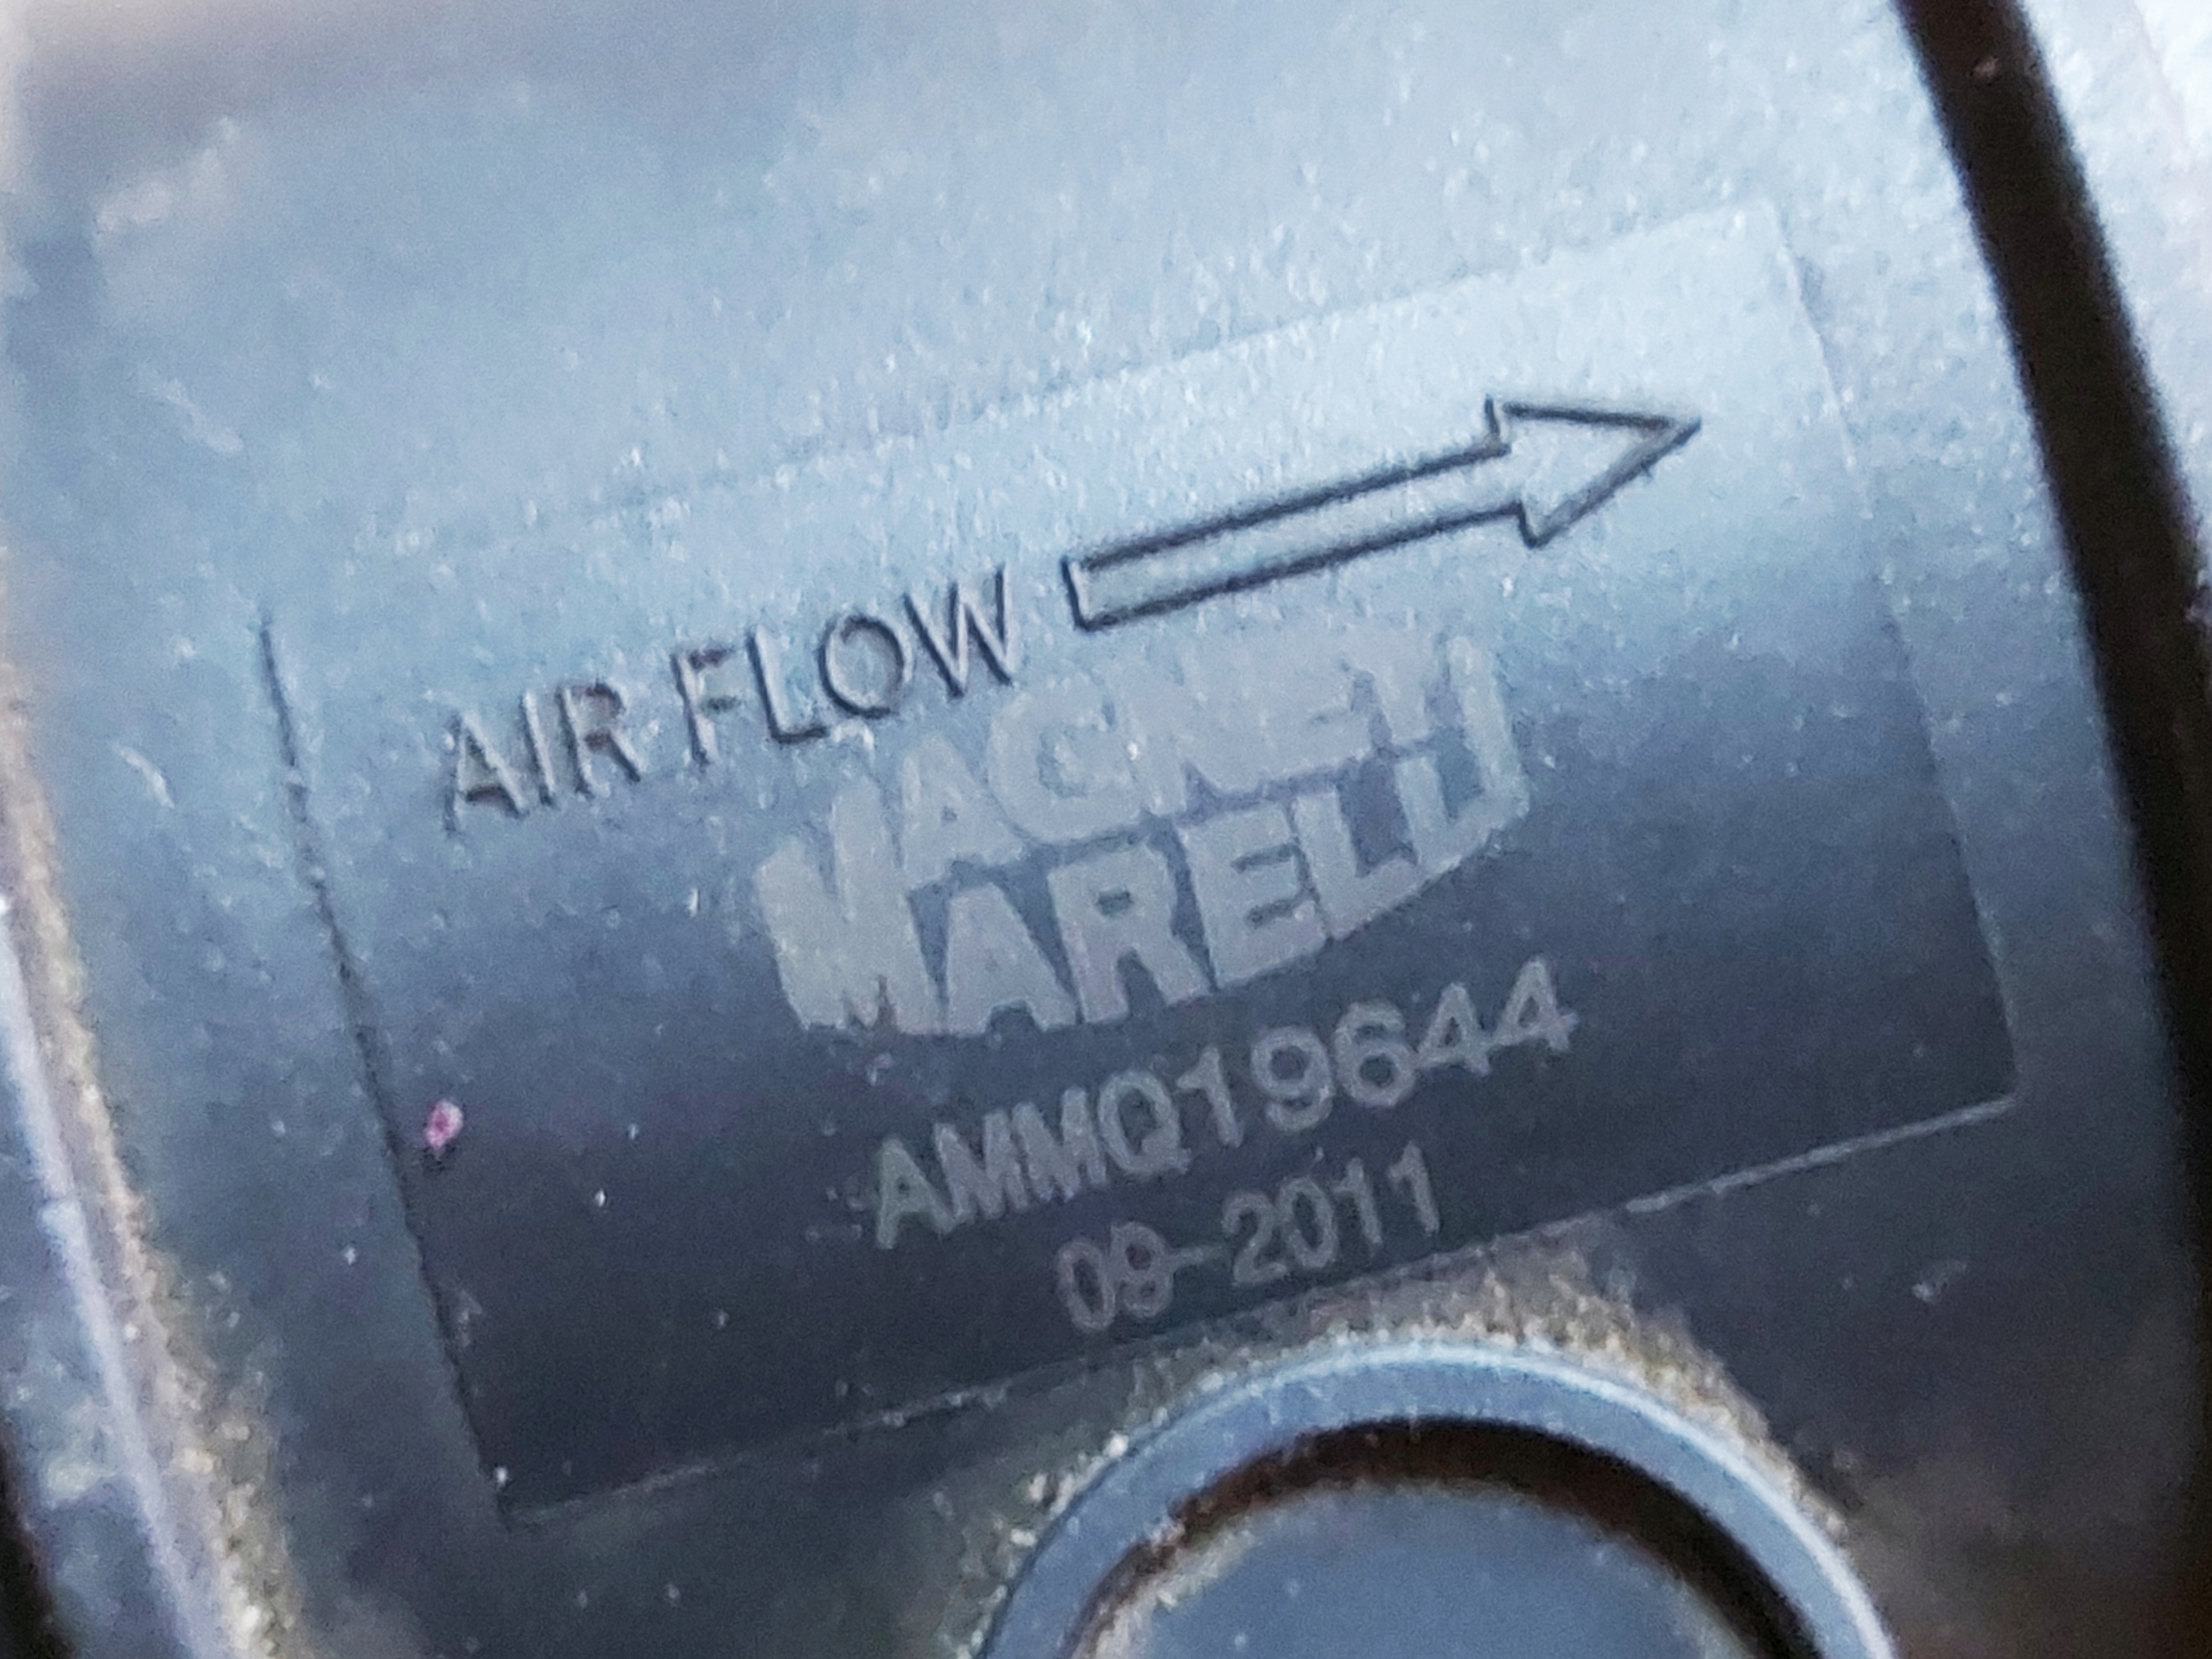 AIR FLOW
MAGNETI
MARELLI
AMMQ19644
09-2011